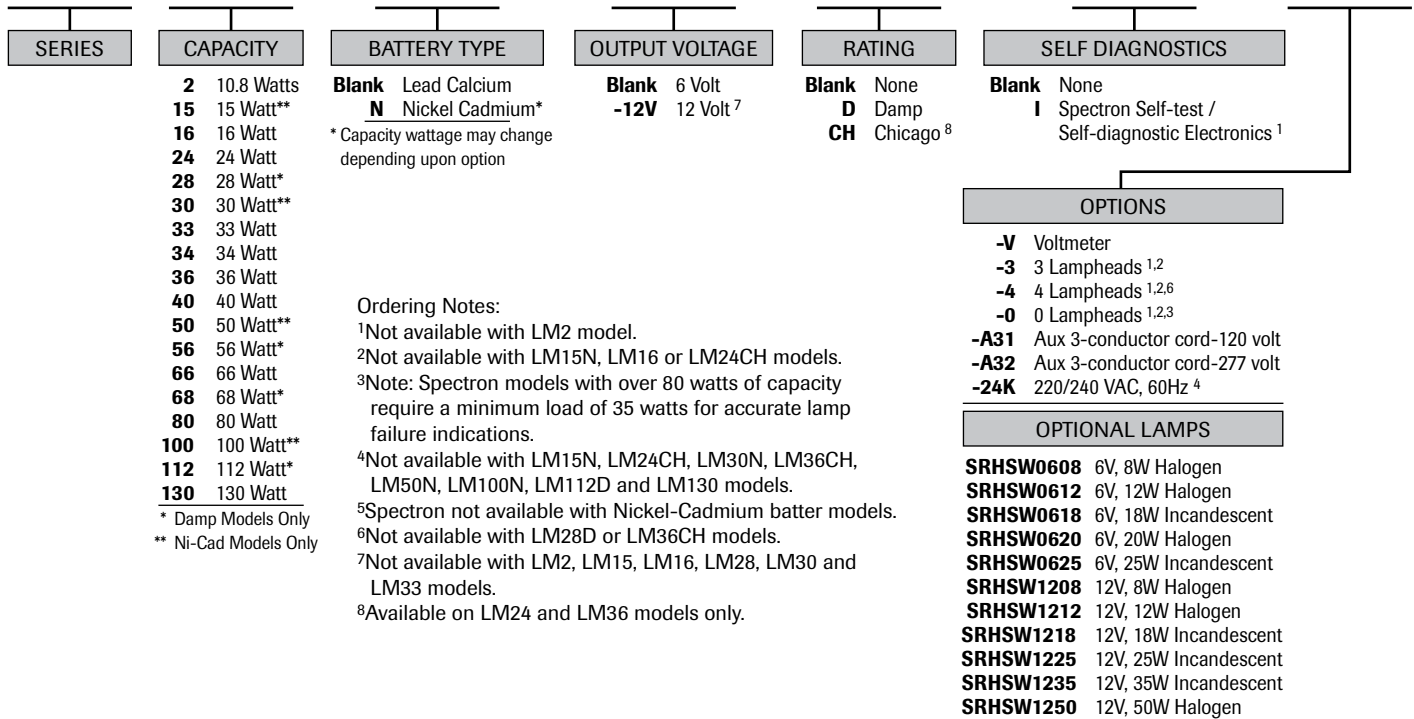 SERIES
CAPACITY
2 10.8 Watts
15 15 Watt**
16 16 Watt
24 24 Watt
28 28 Watt*
30 30 Watt**
33 33 Watt
34 34 Watt
36 36 Watt
40 40 Watt
50 50 Watt**
56 56 Watt*
66 66 Watt
68 68 Watt*
80 80 Watt
100 100 Watt**
112 112 Watt*
130 130 Watt
* Damp Models Only
** Ni-Cad Models Only
BATTERY TYPE
Blank Lead Calcium
N Nickel Cadmium*
* Capacity wattage may change
depending upon option
OUTPUT VOLTAGE
Blank 6 Volt
-12V 12 Volt 7
RATING
Blank None
D Damp
CH Chicago 8
SELF DIAGNOSTICS
Blank None
I Spectron Self-test /
Self-diagnostic Electronics 1
OPTIONS
-V Voltmeter
-3 3 Lampheads 1,2
-4 4 Lampheads 1,2,6
-0 0 Lampheads 1,2,3
-A31 Aux 3-conductor cord-120 volt
-A32 Aux 3-conductor cord-277 volt
-24K 220/240 VAC, 60Hz 4
OPTIONAL LAMPS
SRHSW0608 6V, 8W Halogen
SRHSW0612 6V, 12W Halogen
SRHSW0618 6V, 18W Incandescent
SRHSW0620 6V, 20W Halogen
SRHSW0625 6V, 25W Incandescent
SRHSW1208 12V, 8W Halogen
SRHSW1212 12V, 12W Halogen
SRHSW1218 12V, 18W Incandescent
SRHSW1225 12V, 25W Incandescent
SRHSW1235 12V, 35W Incandescent
SRHSW1250 12V, 50W Halogen
Ordering Notes:
1Not available with LM2 model.
2Not available with LM15N, LM16 or LM24CH models.
3Note: Spectron models with over 80 watts of capacity
require a minimum load of 35 watts for accurate lamp
failure indications.
4Not available with LM15N, LM24CH, LM30N, LM36CH,
LM50N, LM100N, LM112D and LM130 models.
5Spectron not available with Nickel-Cadmium batter models.
6Not available with LM28D or LM36CH models.
7Not available with LM2, LM15, LM16, LM28, LM30 and
LM33 models.
8Available on LM24 and LM36 models only.